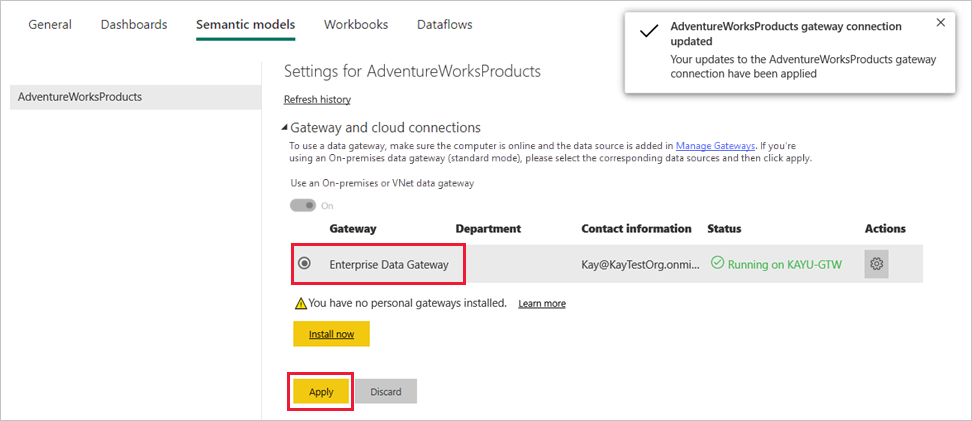 General Dashboards Semantic models Workbooks Dataflows
AdventureWorksProducts gateway connection
updated
Your updates to the AdventureWorksProducts gateway
connection have been applied
AdventureWorksProducts
Settings for AdventureWorksProducts
Refresh history
Gateway and cloud connections
To use a data gateway, make sure the computer is online and the data source is added in Manage Gateways. If you're
using an On-premises data gateway (standard mode), please select the corresponding data sources and then click apply.
Use an On-premises or VNet data gateway
On
Gateway Department Contact information Status Actions
Enterprise Data Gateway Kay@KayTestOrg.onmi... Running on KAYU-GTW
You have no personal gateways installed. Learn more
Install now
Apply Discard